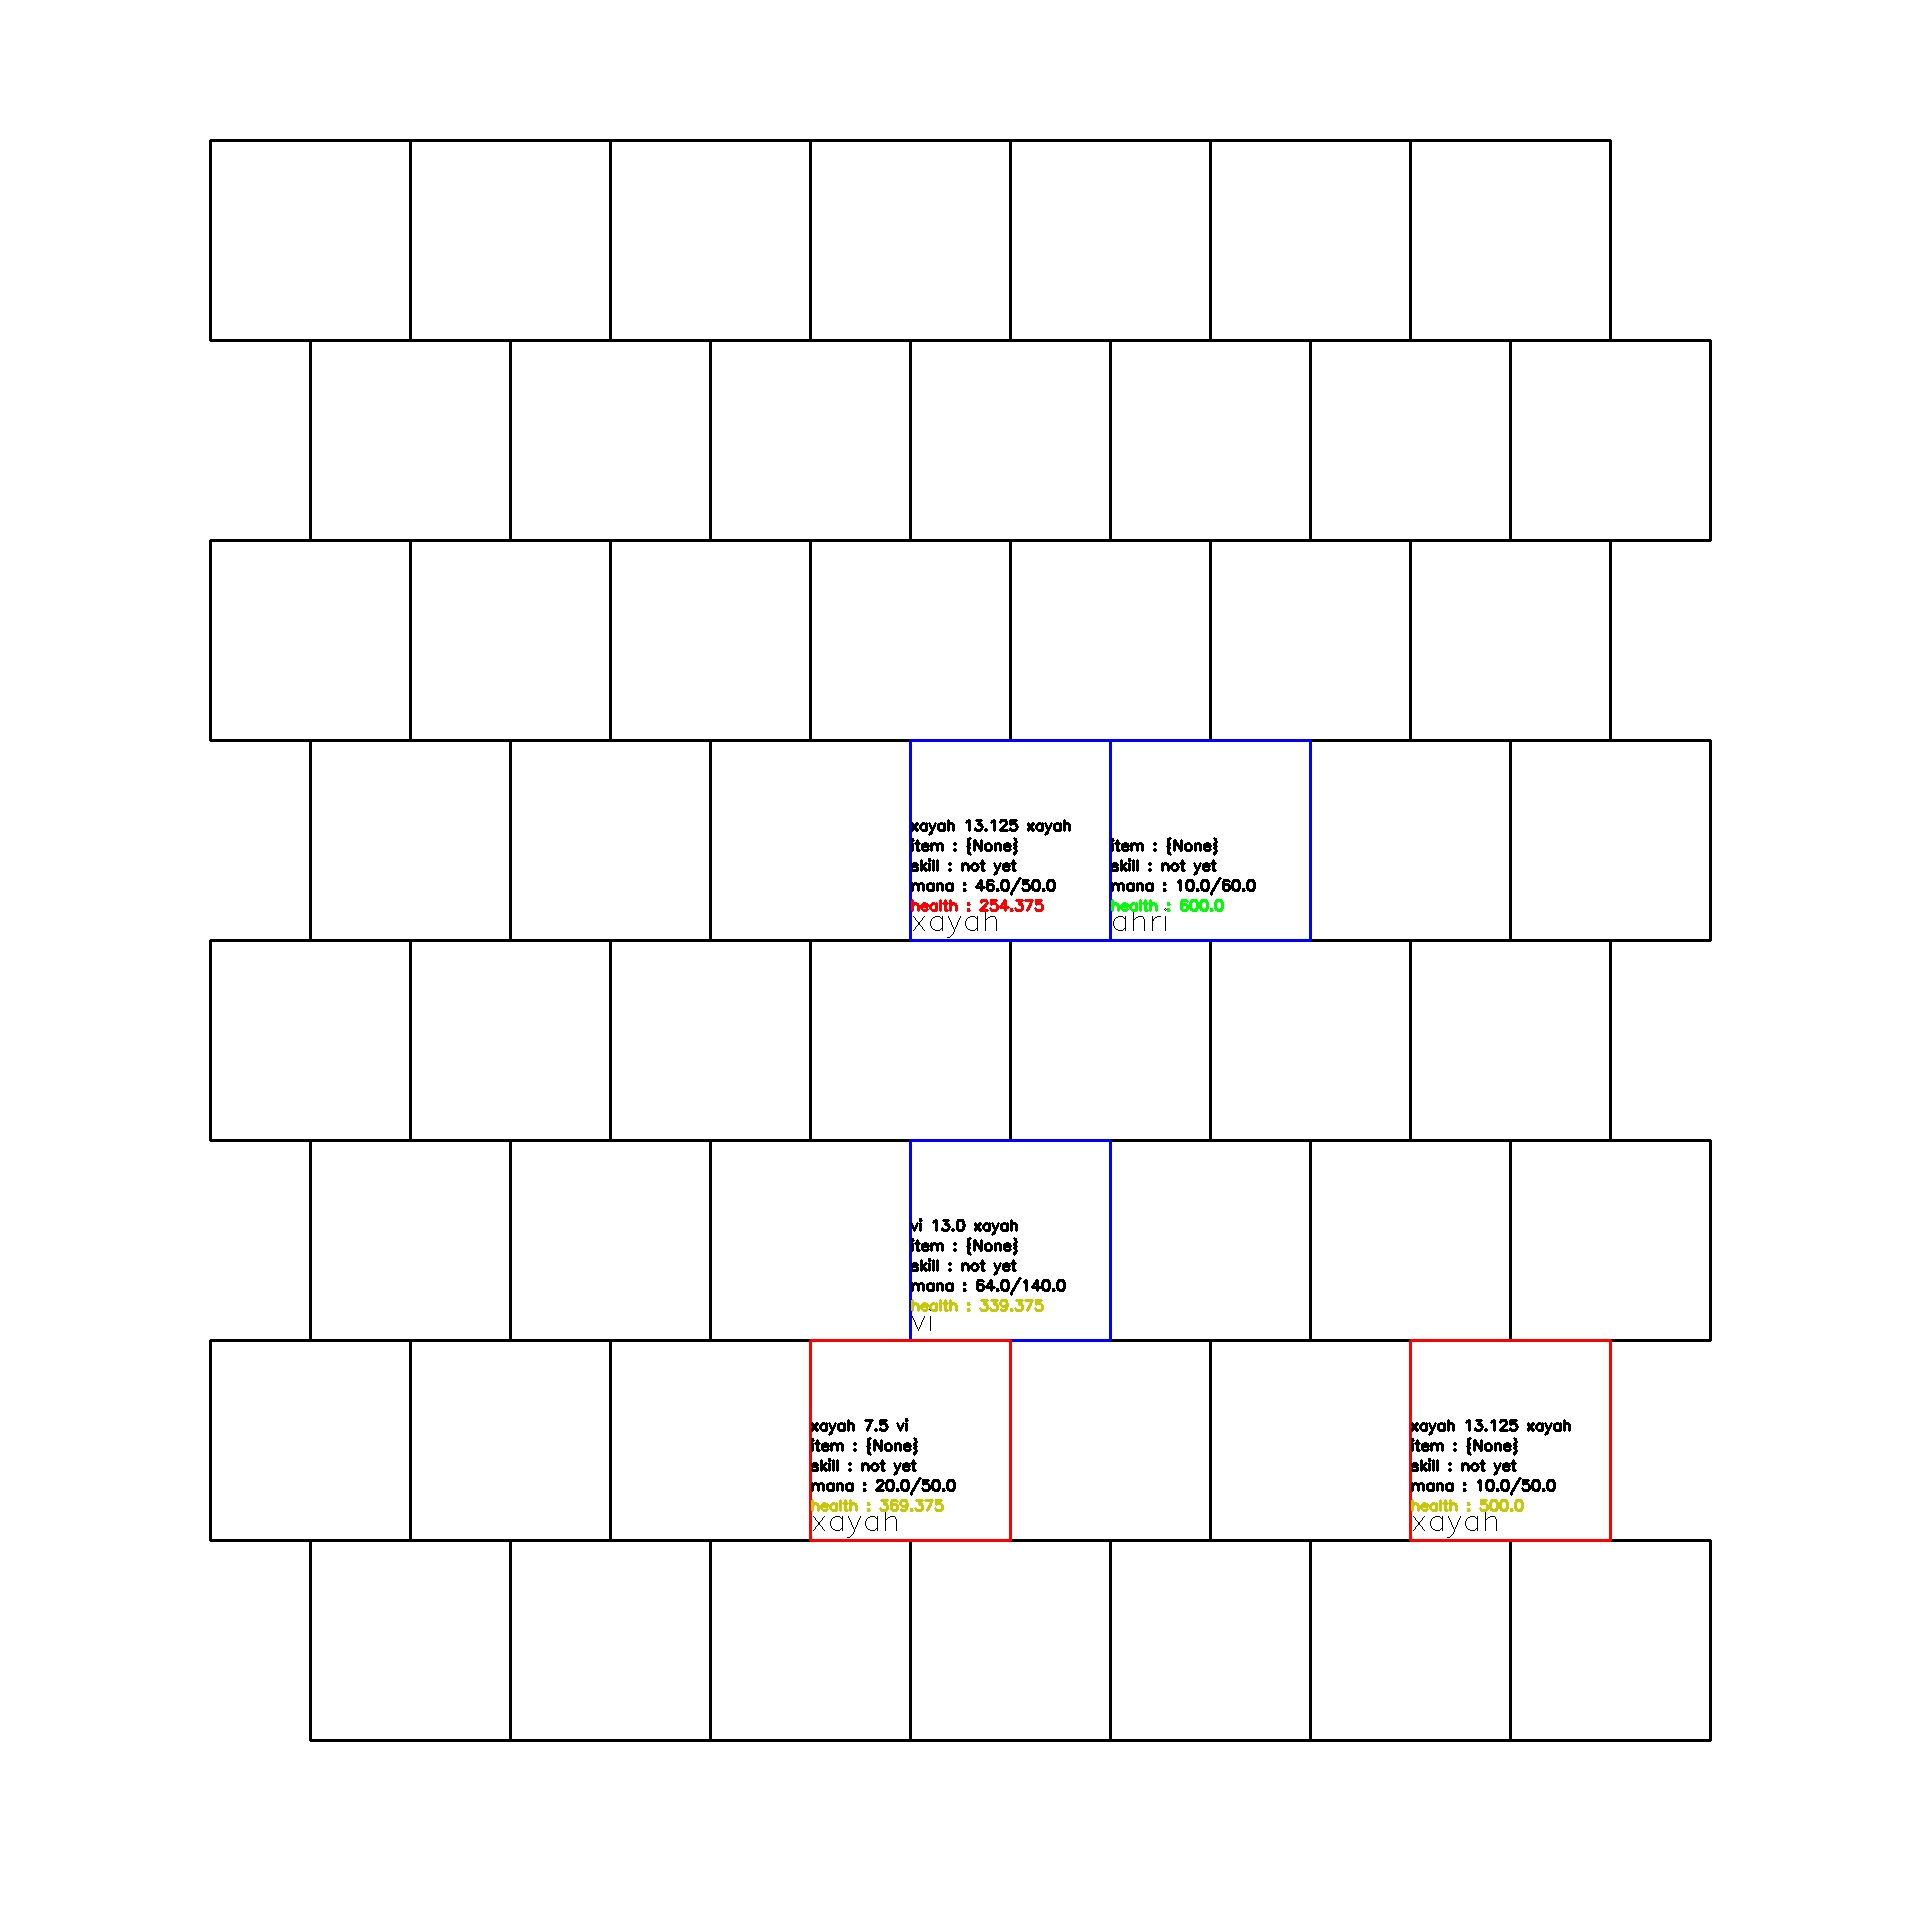 xayah 13.125 xayah
item : {None}
skill : not yet
mana : 46.0/50.0
health : 254.375
xayah
item : {None}
skill : not yet
mana : 10.0/60.0
health : 600.0
ahri
vi 13.0 xayah
item : {None}
skill : not yet
mana : 64.0/140.0
health : 339.375
vi
xayah 7.5 vi
item : {None}
skill : not yet
mana : 20.0/50.0
health : 369.375
xayah
xayah 13.125 xayah
item : {None}
skill : not yet
mana : 10.0/50.0
health : 500.0
xayah